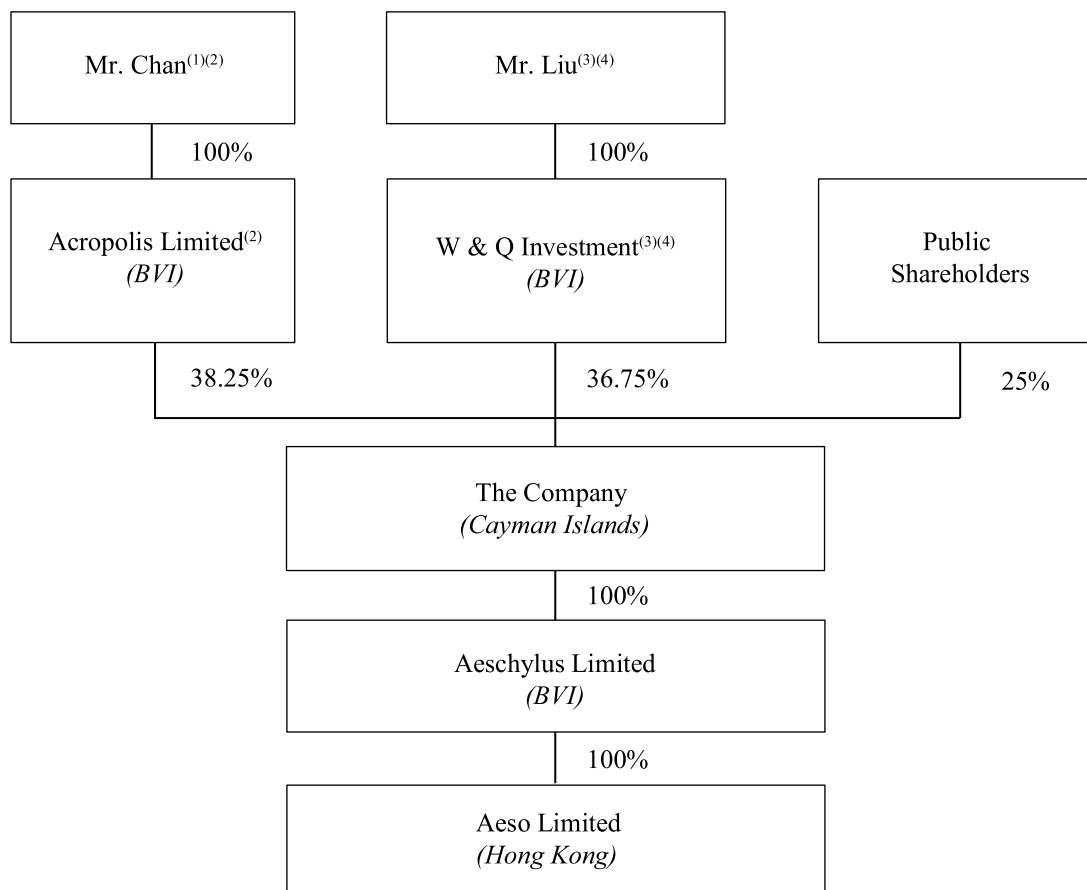 Mr. Chan(1)(2)
Mr. Liu(3)(4)
100%
100%
Acropolis Limited(2)
(BVI)
W & Q Investment(3)(4)
(BVI)
Public
Shareholders
38.25%
36.75%
25%
The Company
(Cayman Islands)
100%
Aeschylus Limited
(BVI)
100%
Aeso Limited
(Hong Kong)